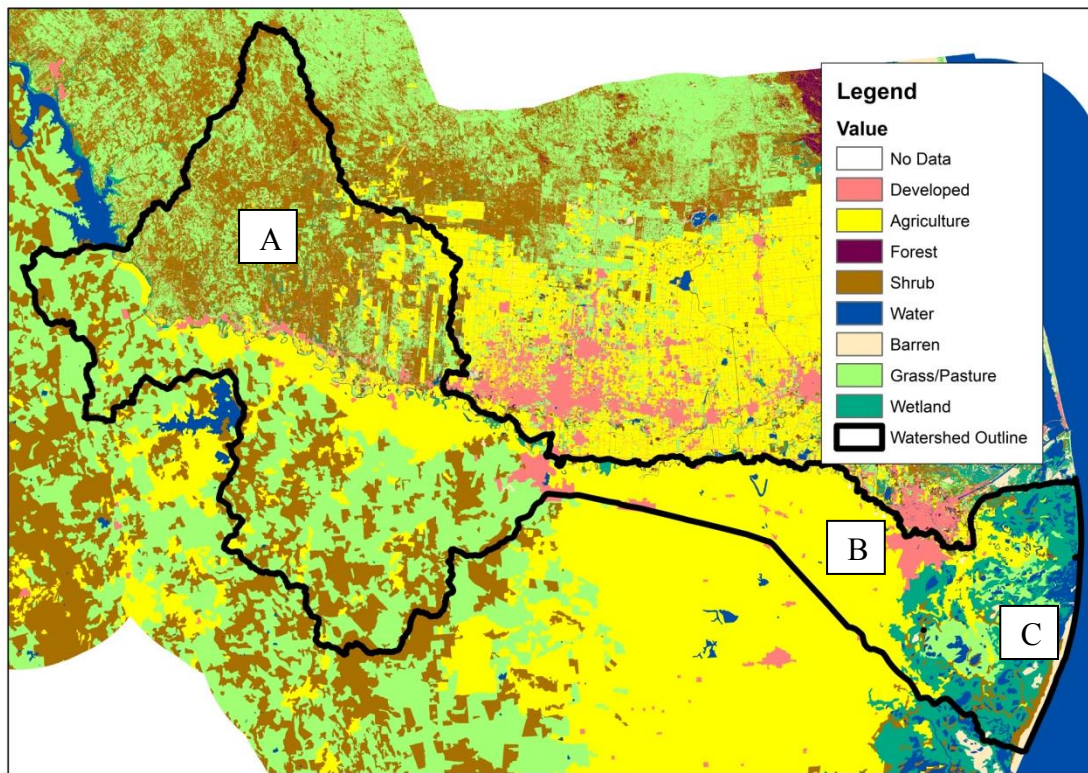 Legend
Value
No Data
Developed
Agriculture
Forest
Shrub
Water
Barren
Grass/Pasture
Wetland
Watershed Outline
A
B
C